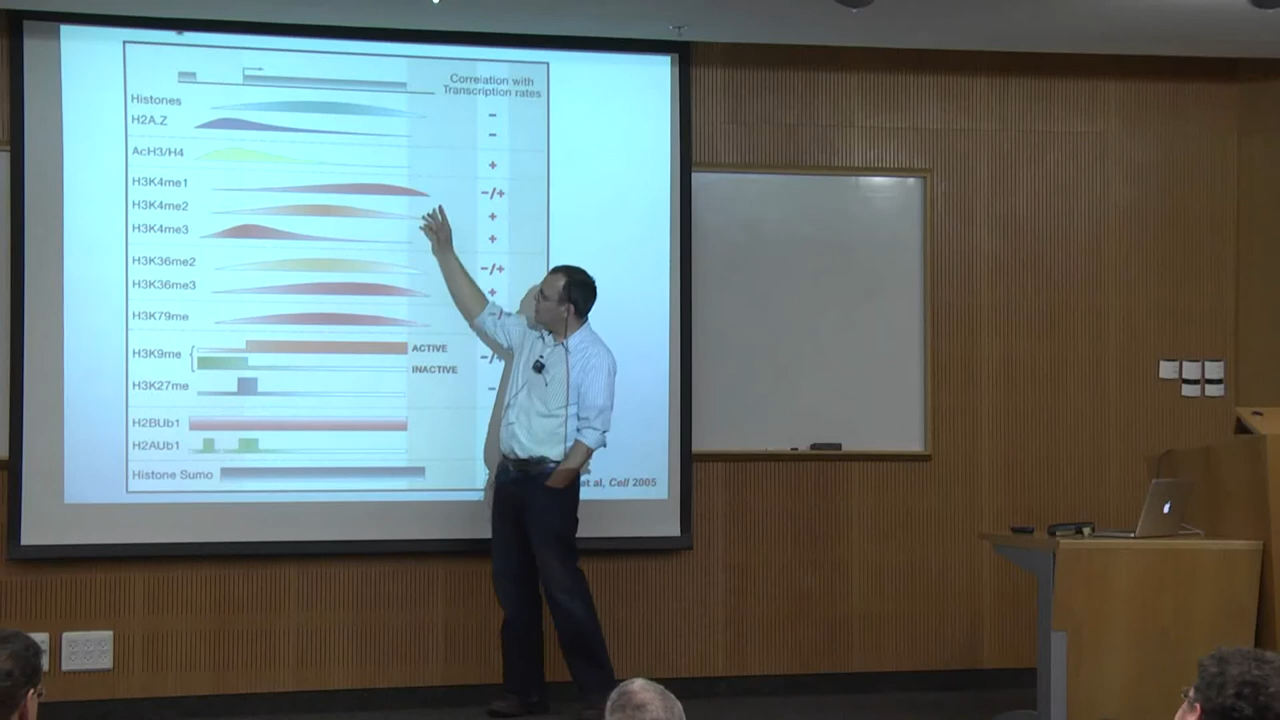 Correlation with
Transcription rates
Histones -
H2A.Z -
AcH3/H4 +
H3K4me1 -/+
H3K4me2 +
H3K4me3 +
H3K36me2 -/+
H3K36me3 +
H3K79me
H3K9me ACTIVE
INACTIVE
H3K27me -
H2BUb1
H2AUb1
Histone Sumo
et al, Cell 2005